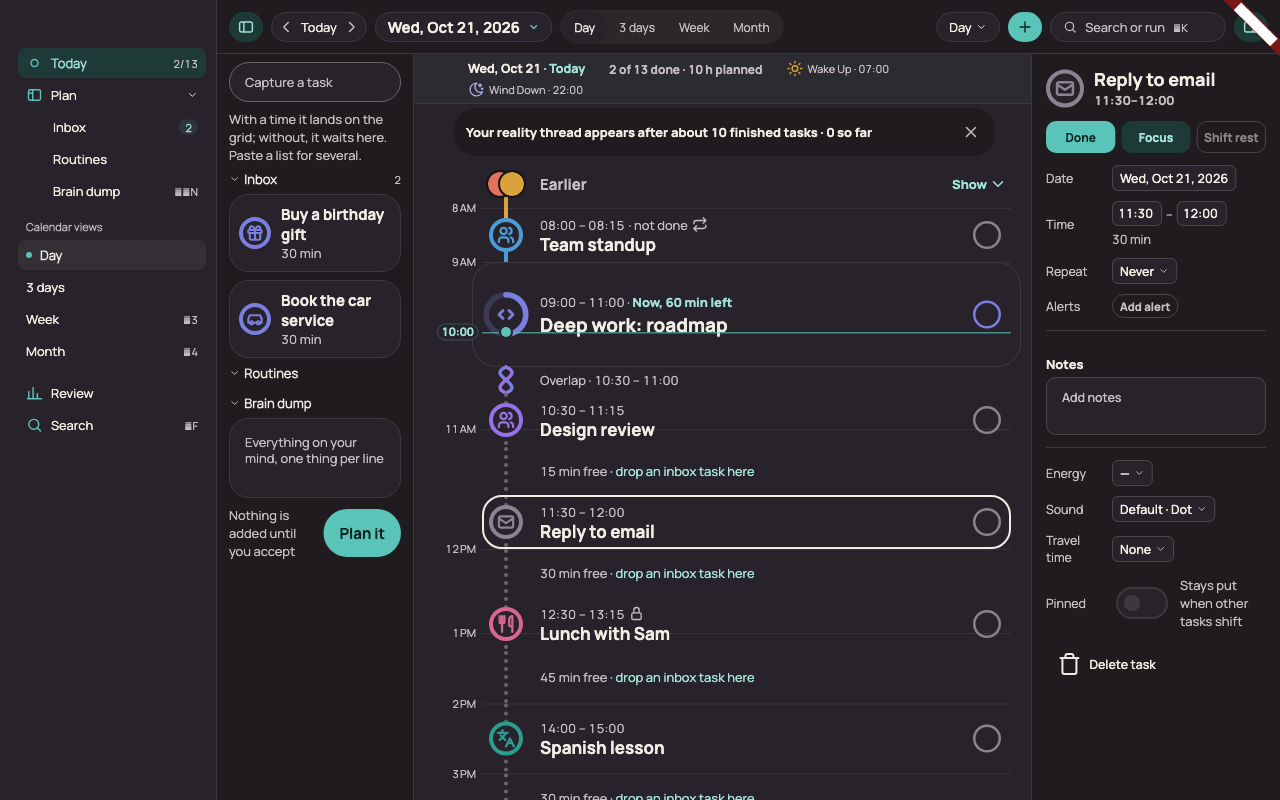 Today
2/13
Plan
Inbox
2
Routines
Brain dump
N
Calendar views
Day
3 days
Week
3
Month
4
Review
Search
F
Today
Wed, Oct 21, 2026
Day
3 days
Week
Month
Day
Search or run
K
Capture a task
With a time it lands on the
grid; without, it waits here.
Paste a list for several.
Inbox
2
Buy a birthday
gift
30 min
Book the car
service
30 min
Routines
Brain dump
Everything on your
mind, one thing per line
Nothing is
added until
you accept
Plan it
Wed, Oct 21 · Today
2 of 13 done · 10 h planned
Wake Up · 07:00
Wind Down · 22:00
Your reality thread appears after about 10 finished tasks · 0 so far
Earlier
Show
8 AM
08:00 – 08:15 · not done
Team standup
9 AM
09:00 – 11:00 · Now, 60 min left
Deep work: roadmap
10:00
Overlap · 10:30 – 11:00
10:30 – 11:15
Design review
11 AM
15 min free · drop an inbox task here
11:30 – 12:00
Reply to email
12 PM
30 min free · drop an inbox task here
12:30 – 13:15
Lunch with Sam
1 PM
45 min free · drop an inbox task here
2 PM
14:00 – 15:00
Spanish lesson
3 PM
30 min free · drop an inbox task here
Reply to email
11:30–12:00
Done
Focus
Shift rest
Date
Wed, Oct 21, 2026
Time
11:30 – 12:00
30 min
Repeat
Never
Alerts
Add alert
Notes
Add notes
Energy
–
Sound
Default · Dot
Travel
time
None
Pinned
Stays put
when other
tasks shift
Delete task